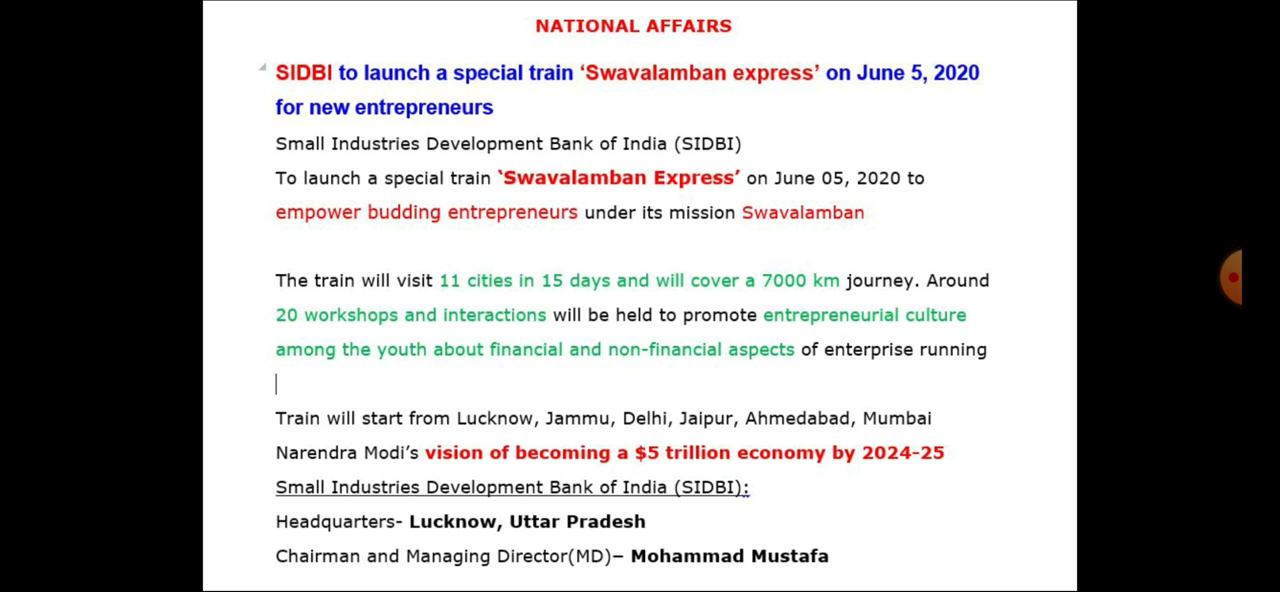 NATIONAL AFFAIRS
SIDBI to launch a special train ‘Swavalamban express’ on June 5, 2020
for new entrepreneurs
Small Industries Development Bank of India (SIDBI)
To launch a special train ‘Swavalamban Express’ on June 05, 2020 to
empower budding entrepreneurs under its mission Swavalamban
The train will visit 11 cities in 15 days and will cover a 7000 km journey. Around
20 workshops and interactions will be held to promote entrepreneurial culture
among the youth about financial and non-financial aspects of enterprise running
Train will start from Lucknow, Jammu, Delhi, Jaipur, Ahmedabad, Mumbai
Narendra Modi’s vision of becoming a $5 trillion economy by 2024-25
Small Industries Development Bank of India (SIDBI):
Headquarters- Lucknow, Uttar Pradesh
Chairman and Managing Director(MD)– Mohammad Mustafa